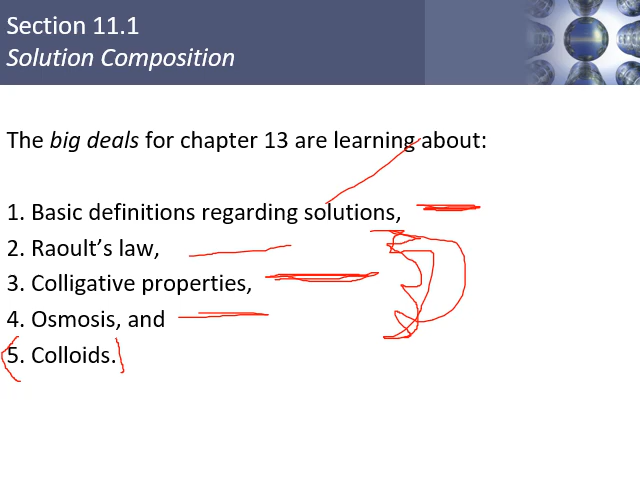 Section 11.1
Solution Composition
The big deals for chapter 13 are learning about:
1. Basic definitions regarding solutions,
2. Raoult’s law,
3. Colligative properties,
4. Osmosis, and
5. Colloids.